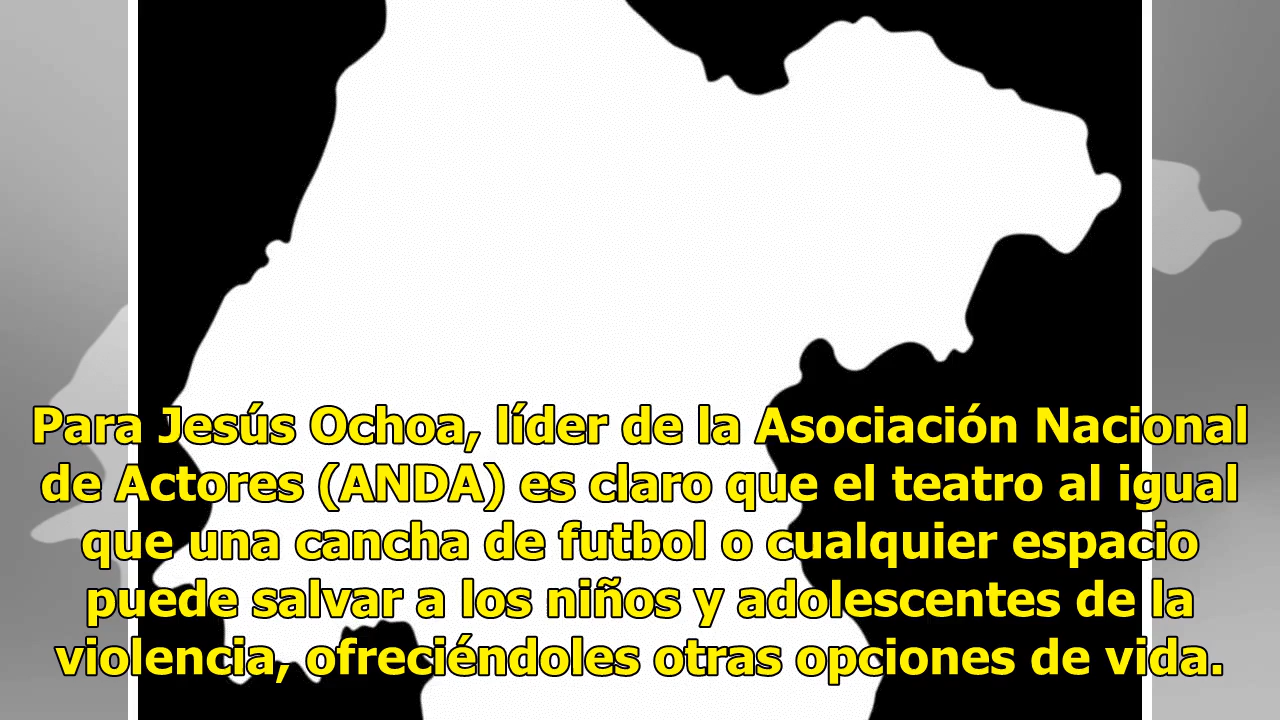 Para Jesús Ochoa, líder de la Asociación Nacional
de Actores (ANDA) es claro que el teatro al igual
que una cancha de futbol o cualquier espacio
puede salvar a los niños y adolescentes de la
violencia, ofreciéndoles otras opciones de vida.